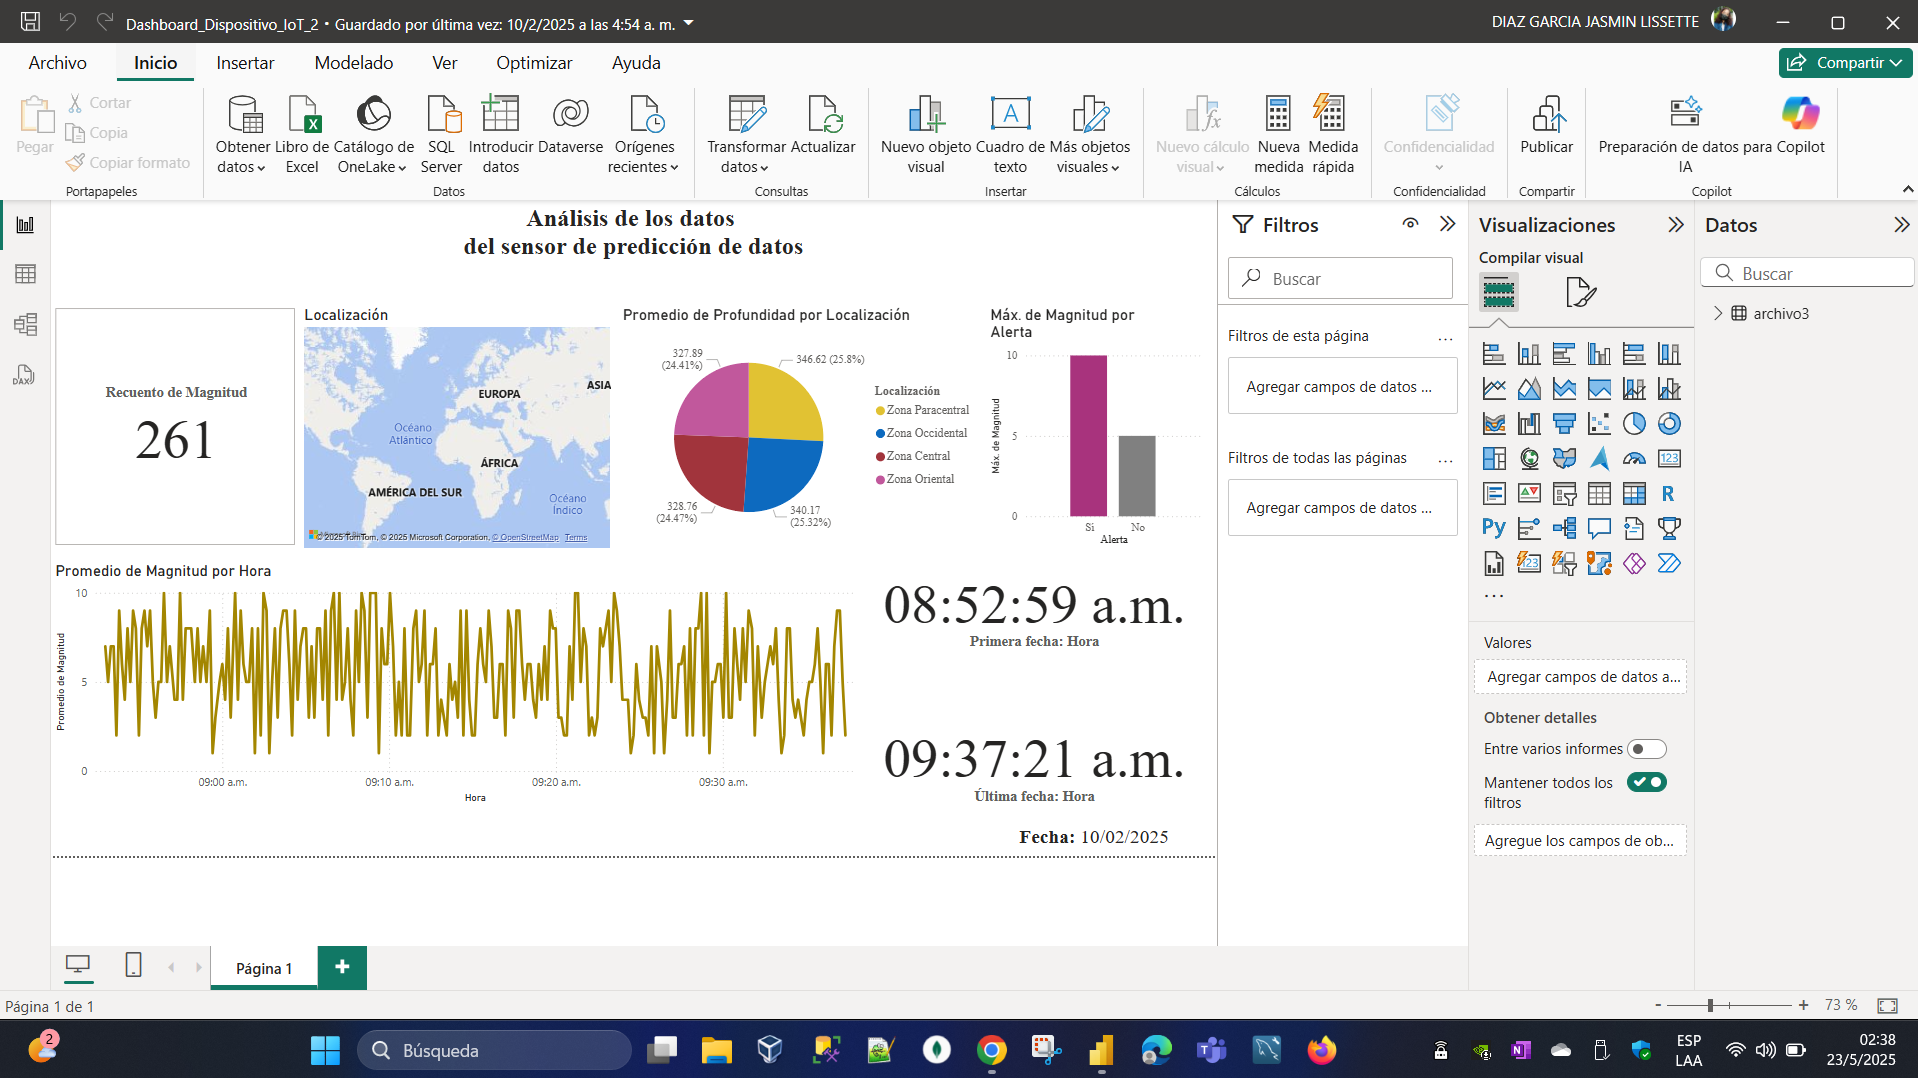 Dashboard_Dispositivo_IoT_2 • Guardado por última vez: 10/2/2025 a las 4:54 a. m.
DIAZ GARCIA JASMIN LISSETTE
Archivo
Inicio
Insertar
Modelado
Ver
Optimizar
Ayuda
Compartir
Pegar
Cortar
Copia
Copiar formato
Portapapeles
Obtener datos
Libro de Excel
Catálogo de OneLake
SQL Server
Introducir datos
Dataverse
Orígenes recientes
Datos
Transformar datos
Actualizar
Consultas
Nuevo objeto visual
Cuadro de texto
Más objetos visuales
Insertar
Nuevo cálculo visual
Nueva medida
Medida rápida
Cálculos
Confidencialidad
Confidencialidad
Publicar
Compartir
Preparación de datos para IA
Copilot
Copilot
Análisis de los datos
del sensor de predicción de datos
Recuento de Magnitud
261
Localización
EUROPA
ASIA
Océano Atlántico
ÁFRICA
AMÉRICA DEL SUR
Océano Índico
© 2025 TomTom, © 2025 Microsoft Corporation, © OpenStreetMap Terms
Promedio de Profundidad por Localización
327.89 (24.41%)
346.62 (25.8%)
328.76 (24.47%)
340.17 (25.32%)
Localización
Zona Paracentral
Zona Occidental
Zona Central
Zona Oriental
Máx. de Magnitud por Alerta
Máx. de Magnitud
10
5
0
Si
No
Alerta
Promedio de Magnitud por Hora
Promedio de Magnitud
10
5
0
09:00 a.m.
09:10 a.m.
09:20 a.m.
09:30 a.m.
Hora
08:52:59 a.m.
Primera fecha: Hora
09:37:21 a.m.
Última fecha: Hora
Fecha: 10/02/2025
Filtros
Buscar
Filtros de esta página
...
Agregar campos de datos ...
Filtros de todas las páginas
...
Agregar campos de datos ...
Visualizaciones
Compilar visual
123
R
Py
123
...
Valores
Agregar campos de datos a...
Obtener detalles
Entre varios informes
Mantener todos los filtros
Agregue los campos de ob...
Datos
Buscar
archivo3
DAX
Página 1
+
Página 1 de 1
- + 73 %
2
Búsqueda
ESP
LAA
02:38
23/5/2025